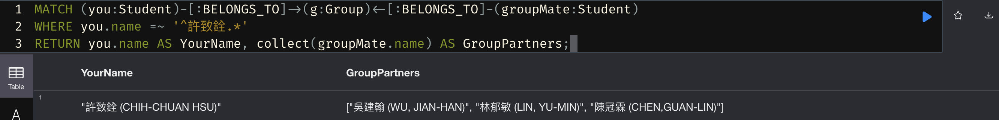 1 MATCH (you:Student)-[:BELONGS_TO]->(g:Group)<-[:BELONGS_TO]-(groupMate:Student)
2 WHERE you.name =~ '^許致銓.*'
3 RETURN you.name AS YourName, collect(groupMate.name) AS GroupPartners;
Table
YourName GroupPartners
1
"許致銓 (CHIH-CHUAN HSU)" ["吳建翰 (WU, JIAN-HAN)", "林郁敏 (LIN, YU-MIN)", "陳冠霖 (CHEN,GUAN-LIN)"]
A